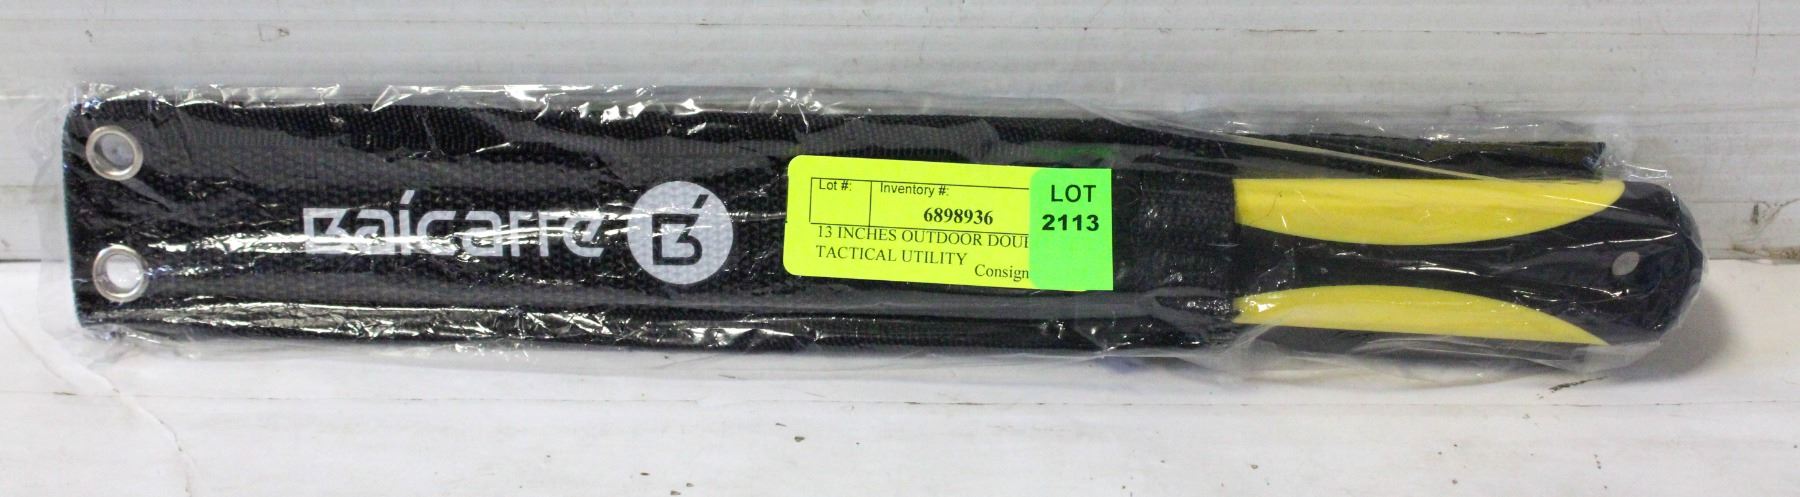 Baicarre B
Lot #: Inventory #:
6898936
13 INCHES OUTDOOR DOUB
TACTICAL UTILITY
Consign
LOT
2113